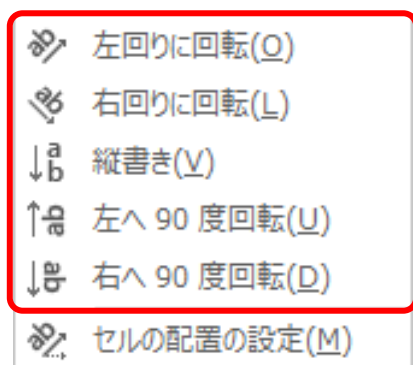 左回りに回転(O)
右回りに回転(L)
縦書き(V)
左へ 90 度回転(U)
右へ 90 度回転(D)
セルの配置の設定(M)